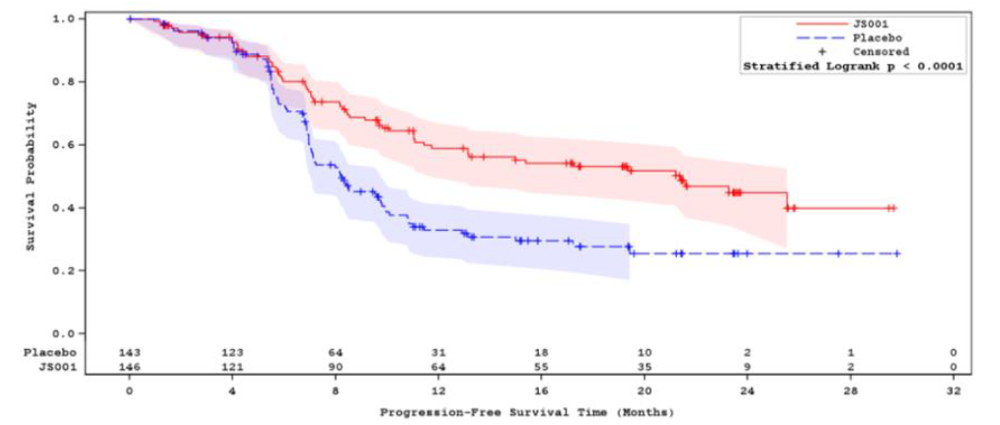 JS001
Placebo
+ Censored
Stratified Logrank p < 0.0001
Survival Probability
1.0
0.8
0.6
0.4
0.2
0.0
Placebo 143 123 64 31 18 10 2 1 0
JS001 146 121 90 64 55 35 9 2 0
0 4 8 12 16 20 24 28 32
Progression-Free Survival Time (Months)